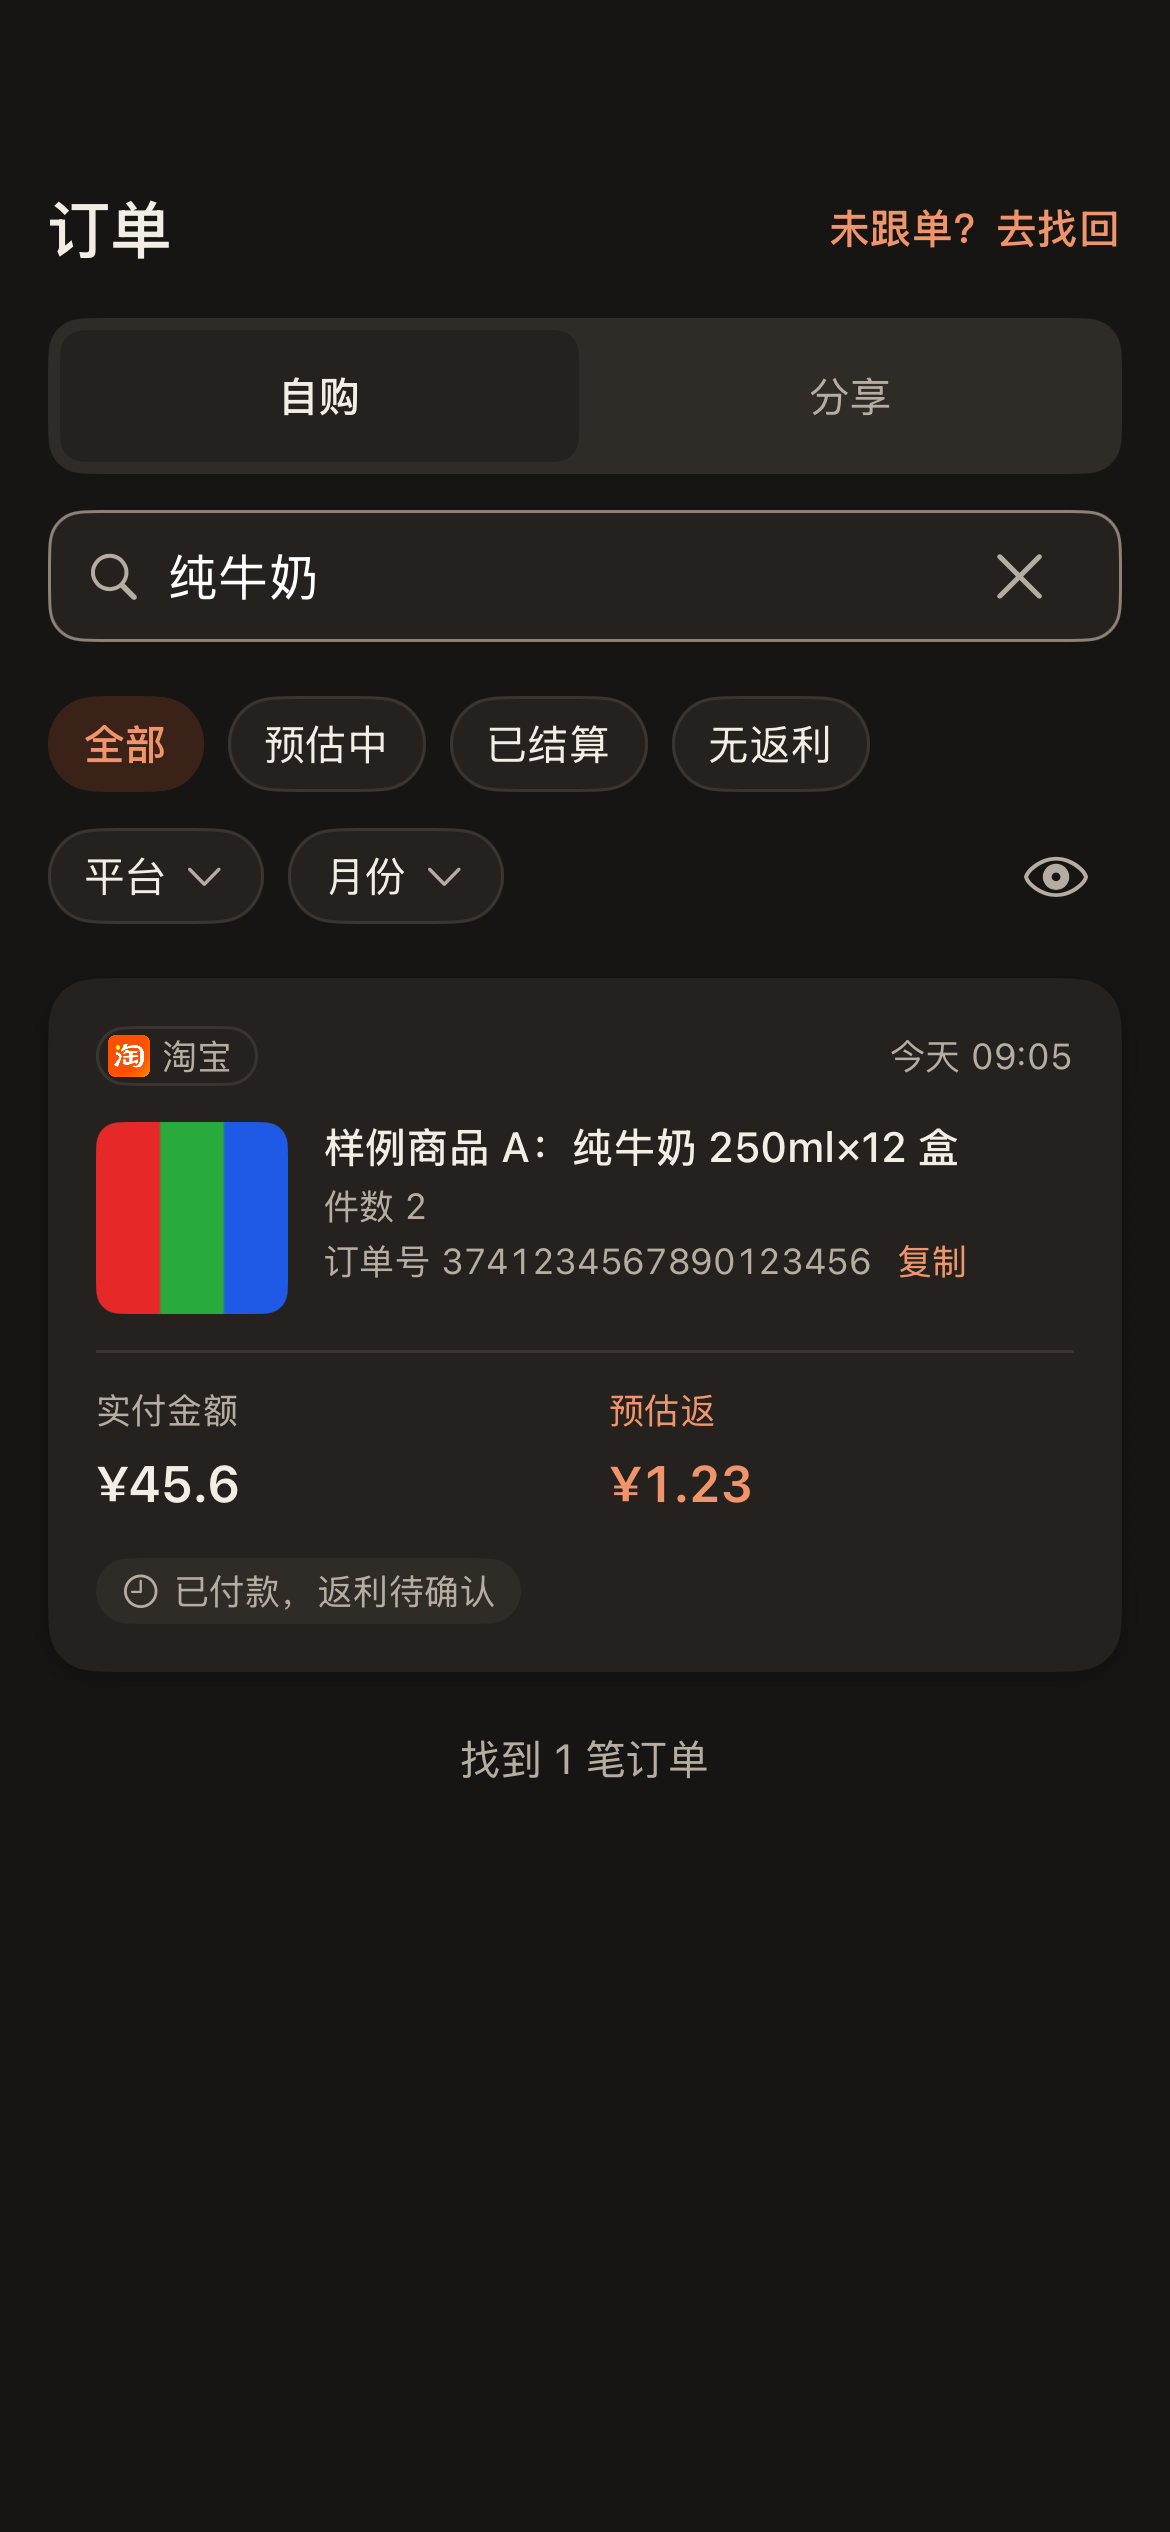 订单
未跟单？去找回
自购
分享
纯牛奶
全部
预估中
已结算
无返利
平台
月份
淘 淘宝
今天 09:05
样例商品 A：纯牛奶 250ml×12 盒
件数 2
订单号 3741234567890123456 复制
实付金额
预估返
¥45.6
¥1.23
已付款，返利待确认
找到 1 笔订单